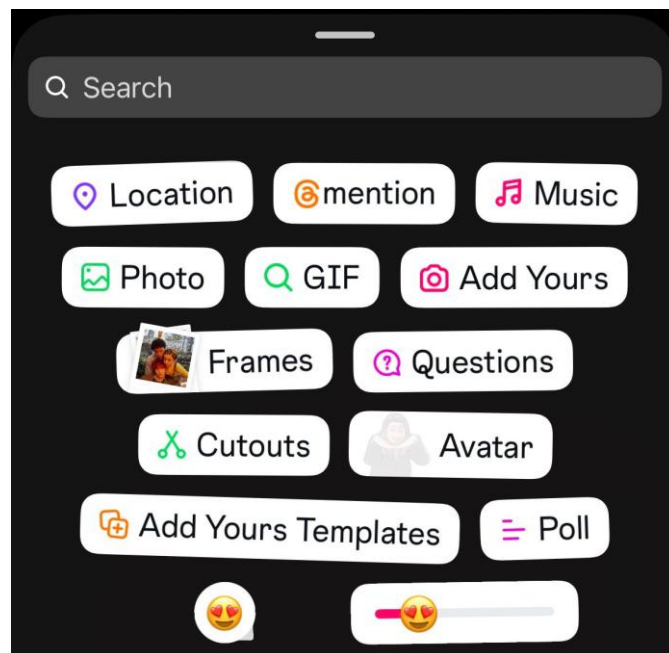 Search
Location
@mention
Music
Photo
GIF
Add Yours
Frames
Questions
Cutouts
Avatar
Add Yours Templates
Poll